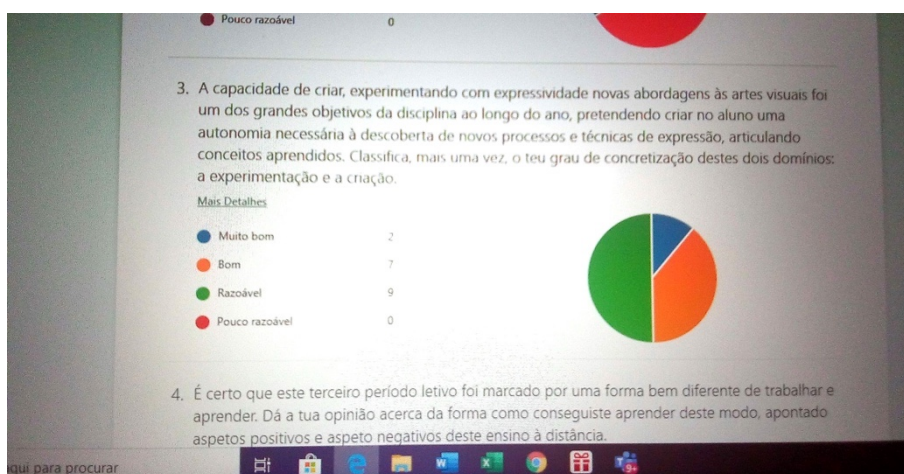 Pouco razoável 0
3. A capacidade de criar, experimentando com expressividade novas abordagens às artes visuais foi
um dos grandes objetivos da disciplina ao longo do ano, pretendendo criar no aluno uma
autonomia necessária à descoberta de novos processos e técnicas de expressão, articulando
conceitos aprendidos. Classifica, mais uma vez, o teu grau de concretização destes dois domínios:
a experimentação e a criação.
Mais Detalhes
Muito bom 2
Bom 7
Razoável 9
Pouco razoável 0
4. É certo que este terceiro período letivo foi marcado por uma forma bem diferente de trabalhar e
aprender. Dá a tua opinião acerca da forma como conseguiste aprender deste modo, apontado
aspetos positivos e aspeto negativos deste ensino à distância.
qui para procurar